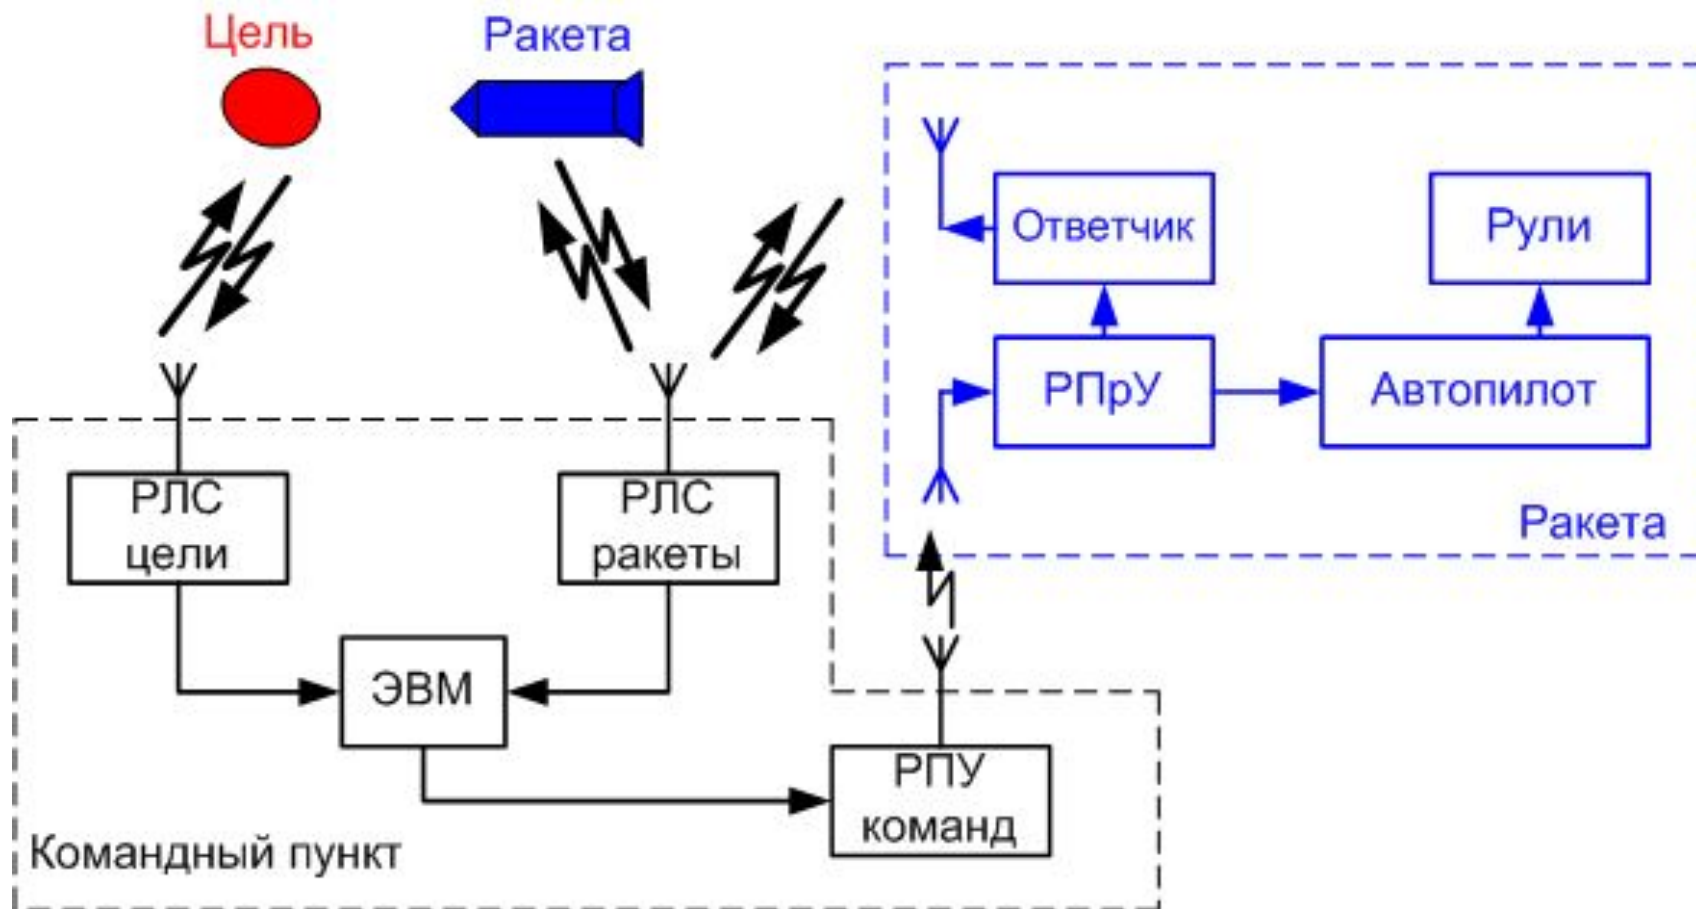 Цель
Ракета
Ответчик
Рули
РПрУ
Автопилот
Ракета
РЛС
цели
РЛС
ракеты
ЭВМ
РПУ
команд
Командный пункт